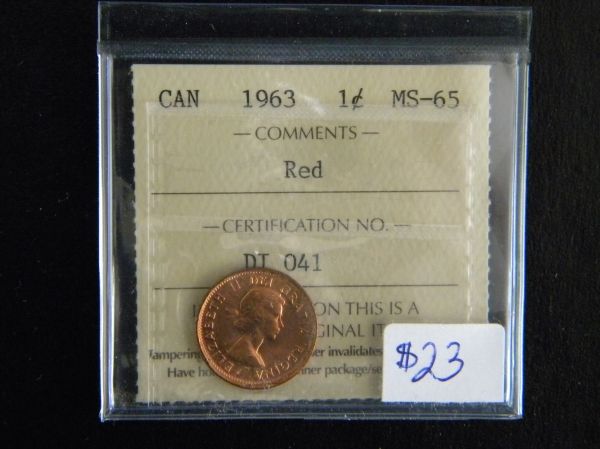 CAN 1963 1¢ MS-65
— COMMENTS —
Red
— CERTIFICATION NO. —
DI 041
ON THIS IS A
GINAL IT
Tamperin er invalidates
Have ho ner package/se
ELIZABETH II DEI GRATIA REGINA
$23